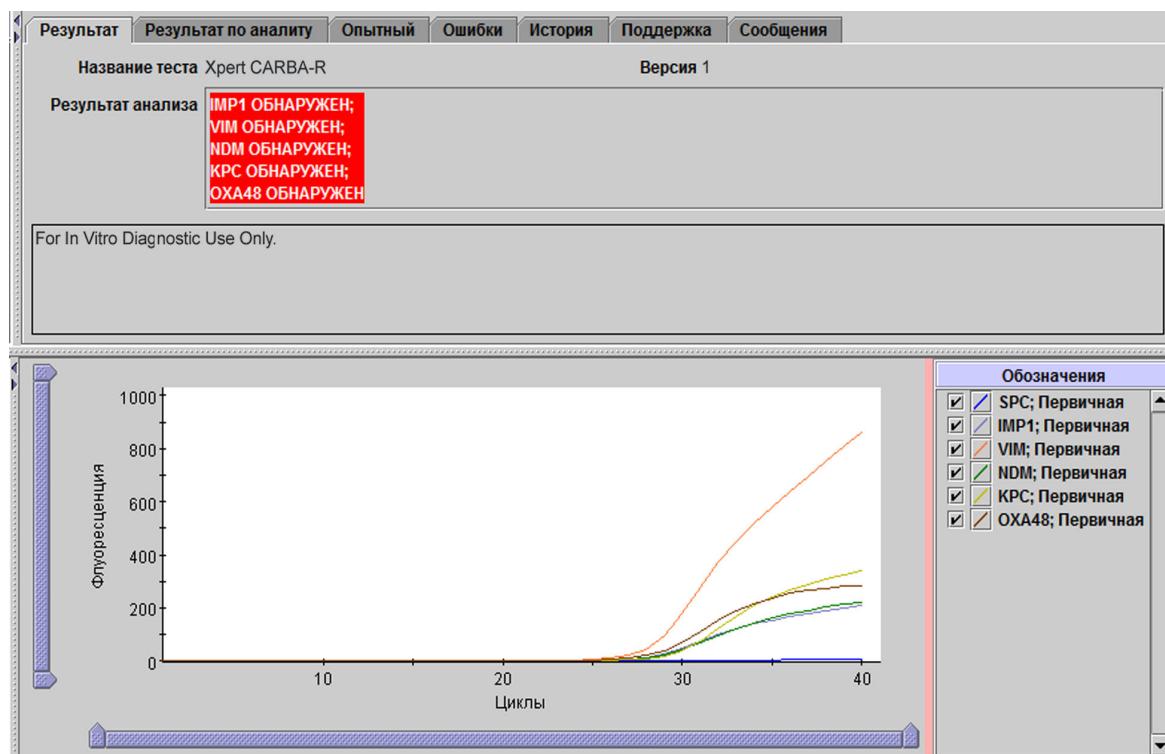 Результат Результат по аналиту Опытный Ошибки История Поддержка Сообщения
Название теста Xpert CARBA-R Версия 1
Результат анализа IMP1 ОБНАРУЖЕН;
VIM ОБНАРУЖЕН;
NDM ОБНАРУЖЕН;
KPC ОБНАРУЖЕН;
OXA48 ОБНАРУЖЕН
For In Vitro Diagnostic Use Only.
1000
800
600
400
200
0
Флуоресценция
10 20 30 40
Циклы
Обозначения
SPC; Первичная
IMP1; Первичная
VIM; Первичная
NDM; Первичная
KPC; Первичная
OXA48; Первичная